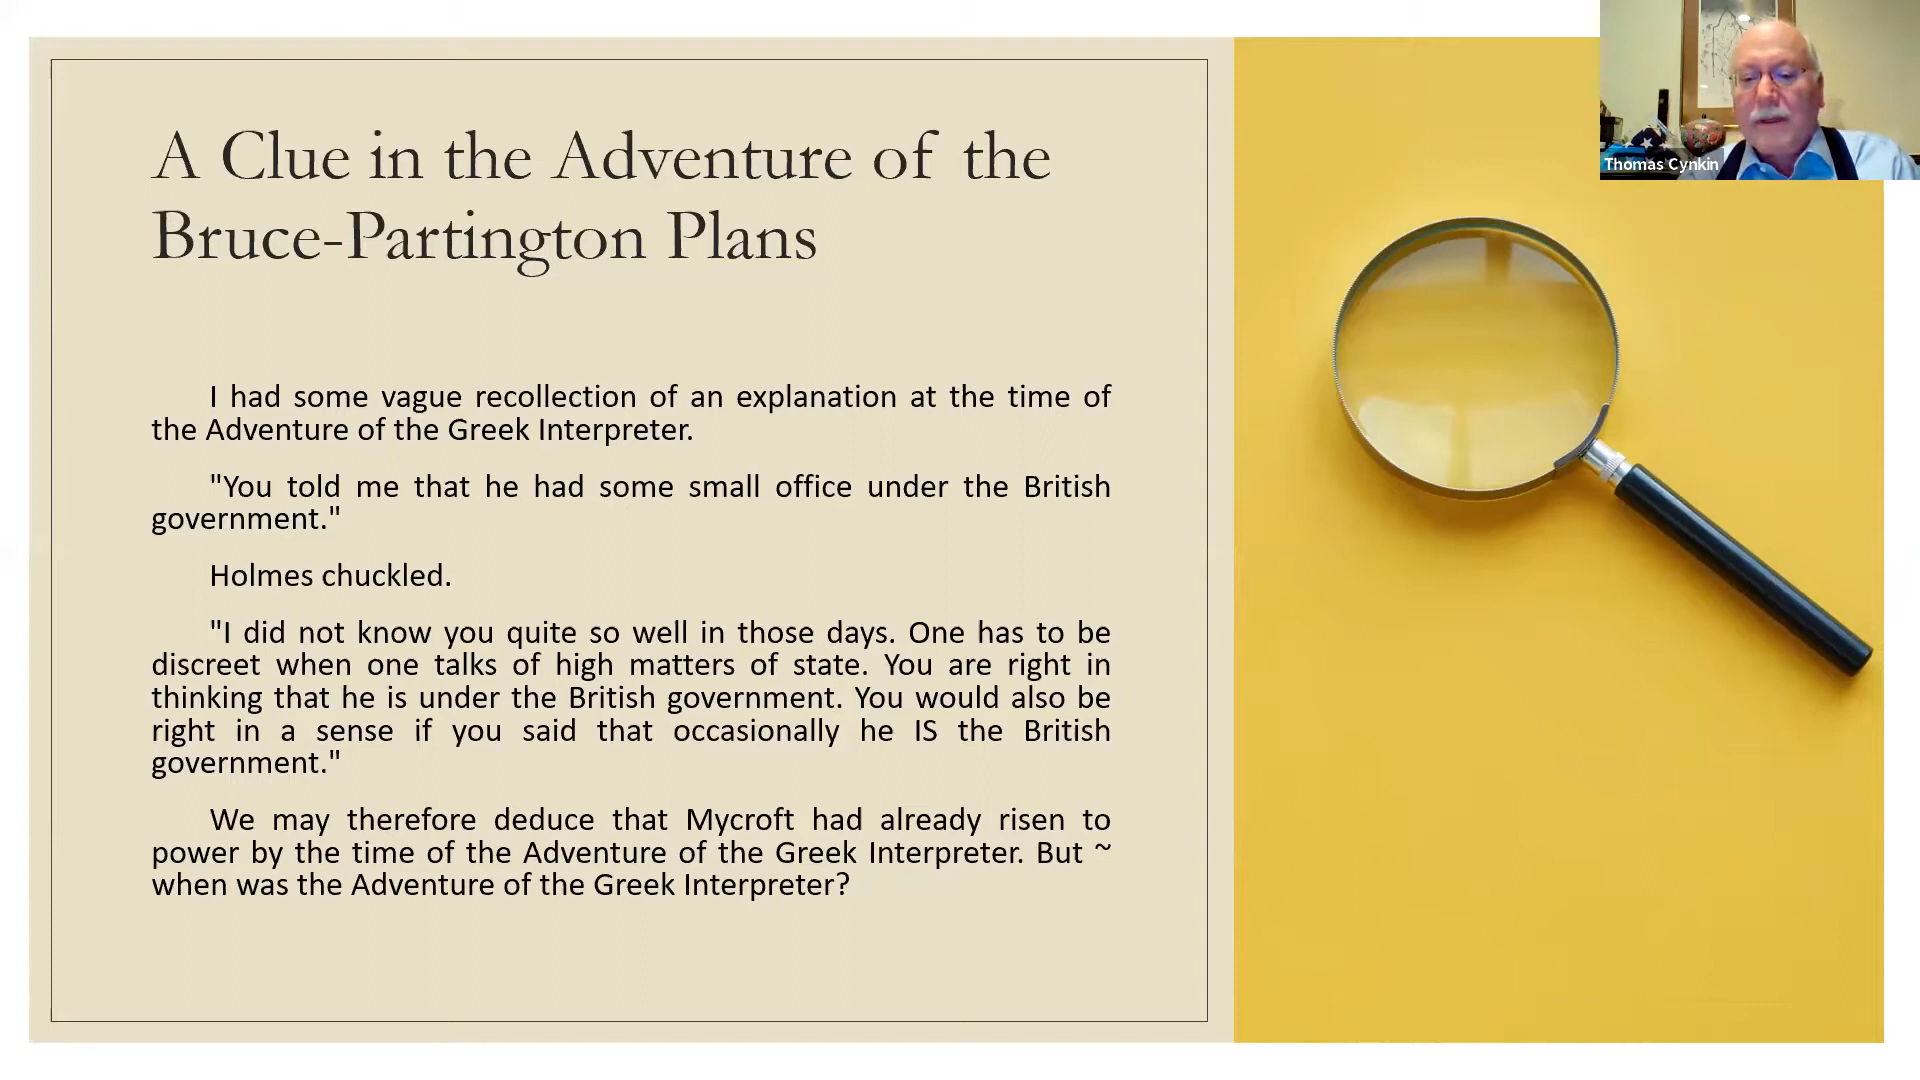 A Clue in the Adventure of the
Bruce-Partington Plans
I had some vague recollection of an explanation at the time of
the Adventure of the Greek Interpreter.
"You told me that he had some small office under the British
government."
Holmes chuckled.
"I did not know you quite so well in those days. One has to be
discreet when one talks of high matters of state. You are right in
thinking that he is under the British government. You would also be
right in a sense if you said that occasionally he IS the British
government."
We may therefore deduce that Mycroft had already risen to
power by the time of the Adventure of the Greek Interpreter. But ~
when was the Adventure of the Greek Interpreter?
Thomas Cynkin